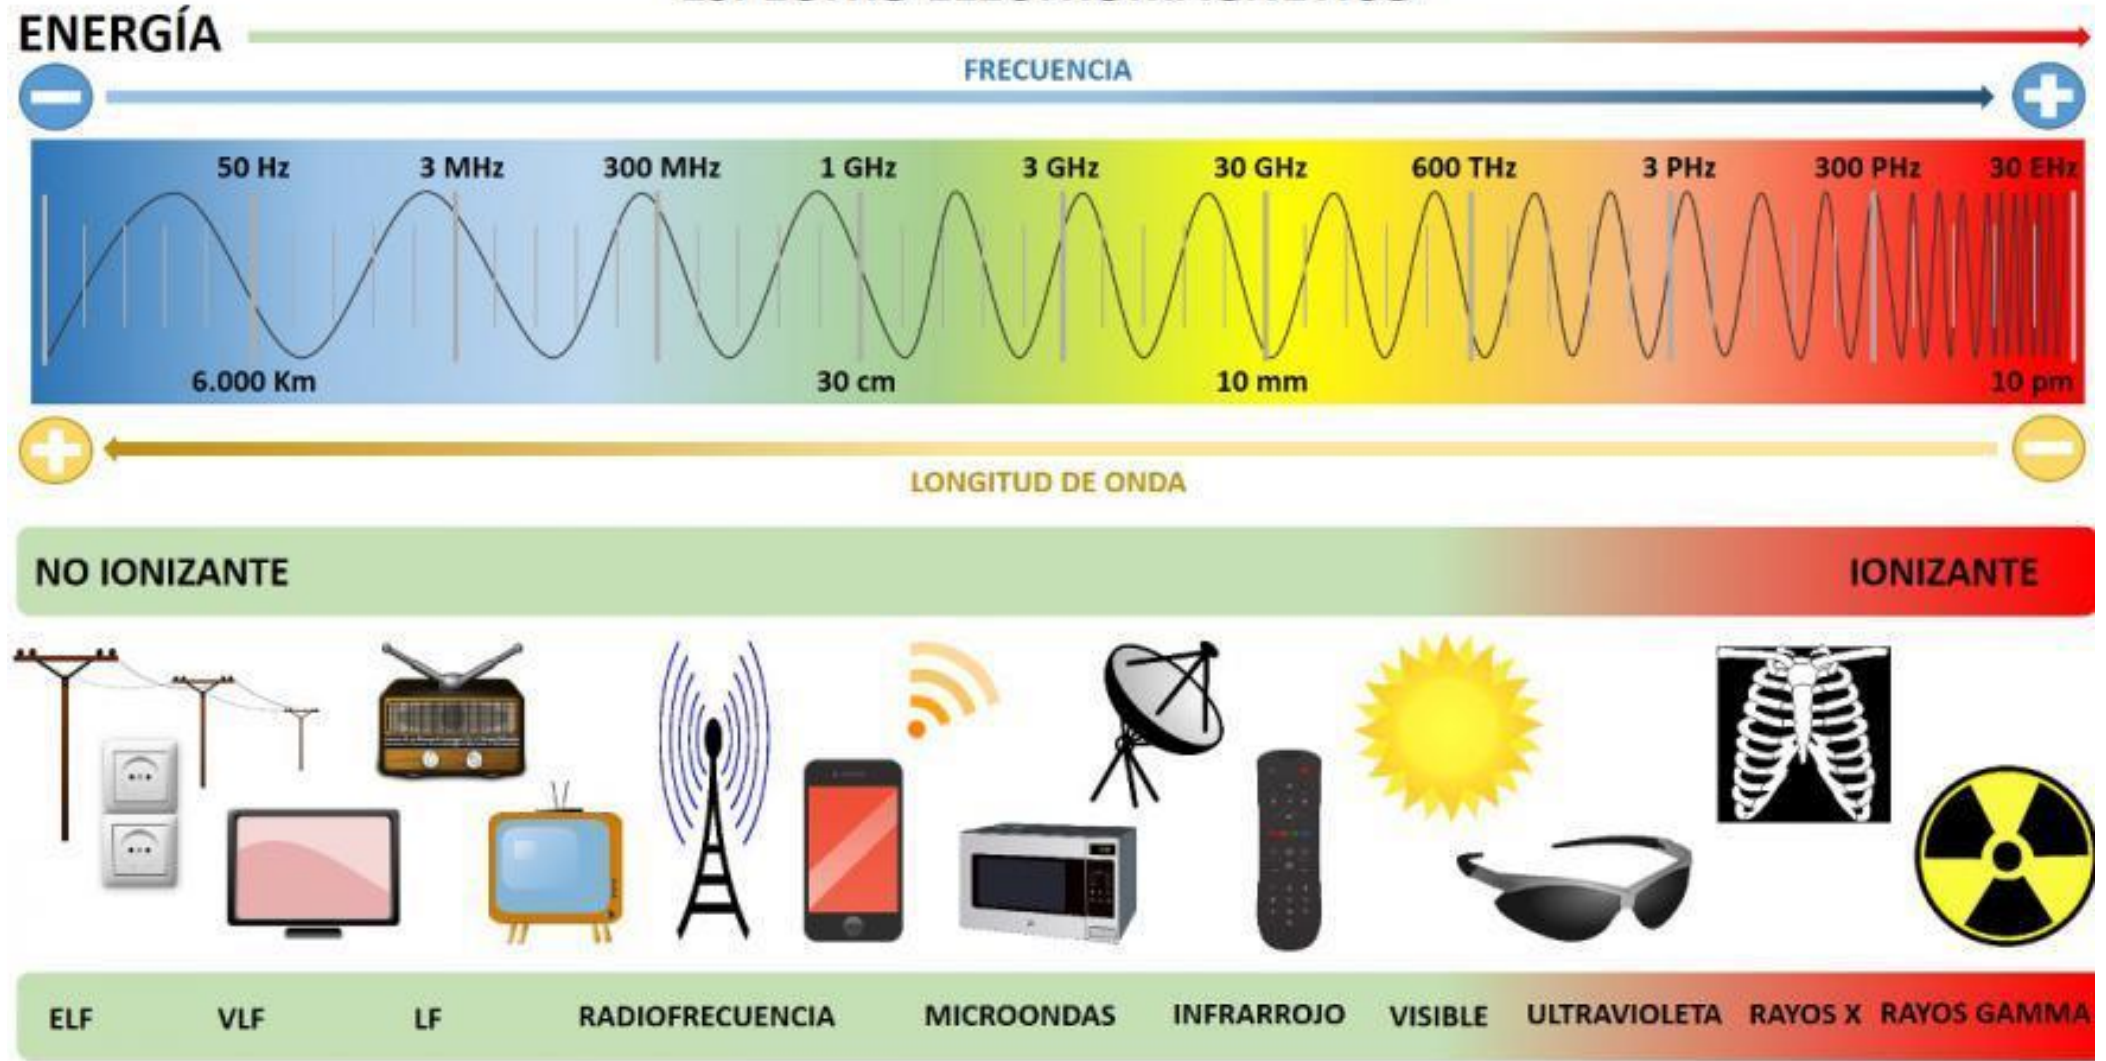 ENERGÍA
FRECUENCIA
50 Hz 3 MHz 300 MHz 1 GHz 3 GHz 30 GHz 600 THz 3 PHz 300 PHz 30 EHz
6.000 Km 30 cm 10 mm 10 pm
LONGITUD DE ONDA
NO IONIZANTE IONIZANTE
ELF VLF LF RADIOFRECUENCIA MICROONDAS INFRARROJO VISIBLE ULTRAVIOLETA RAYOS X RAYOS GAMMA